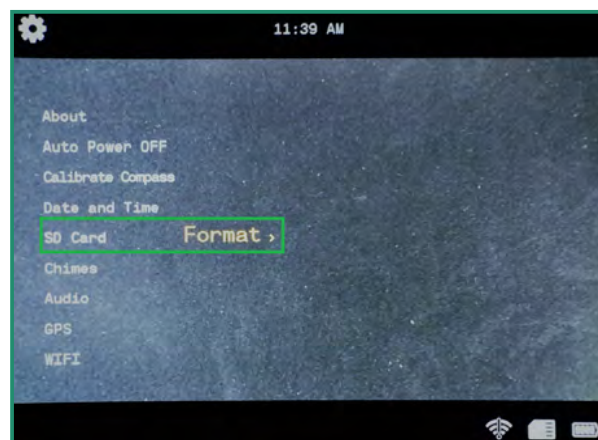 11:39 AM
About
Auto Power OFF
Calibrate Compass
Date and Time
SD Card Format ›
Chimes
Audio
GPS
WIFI